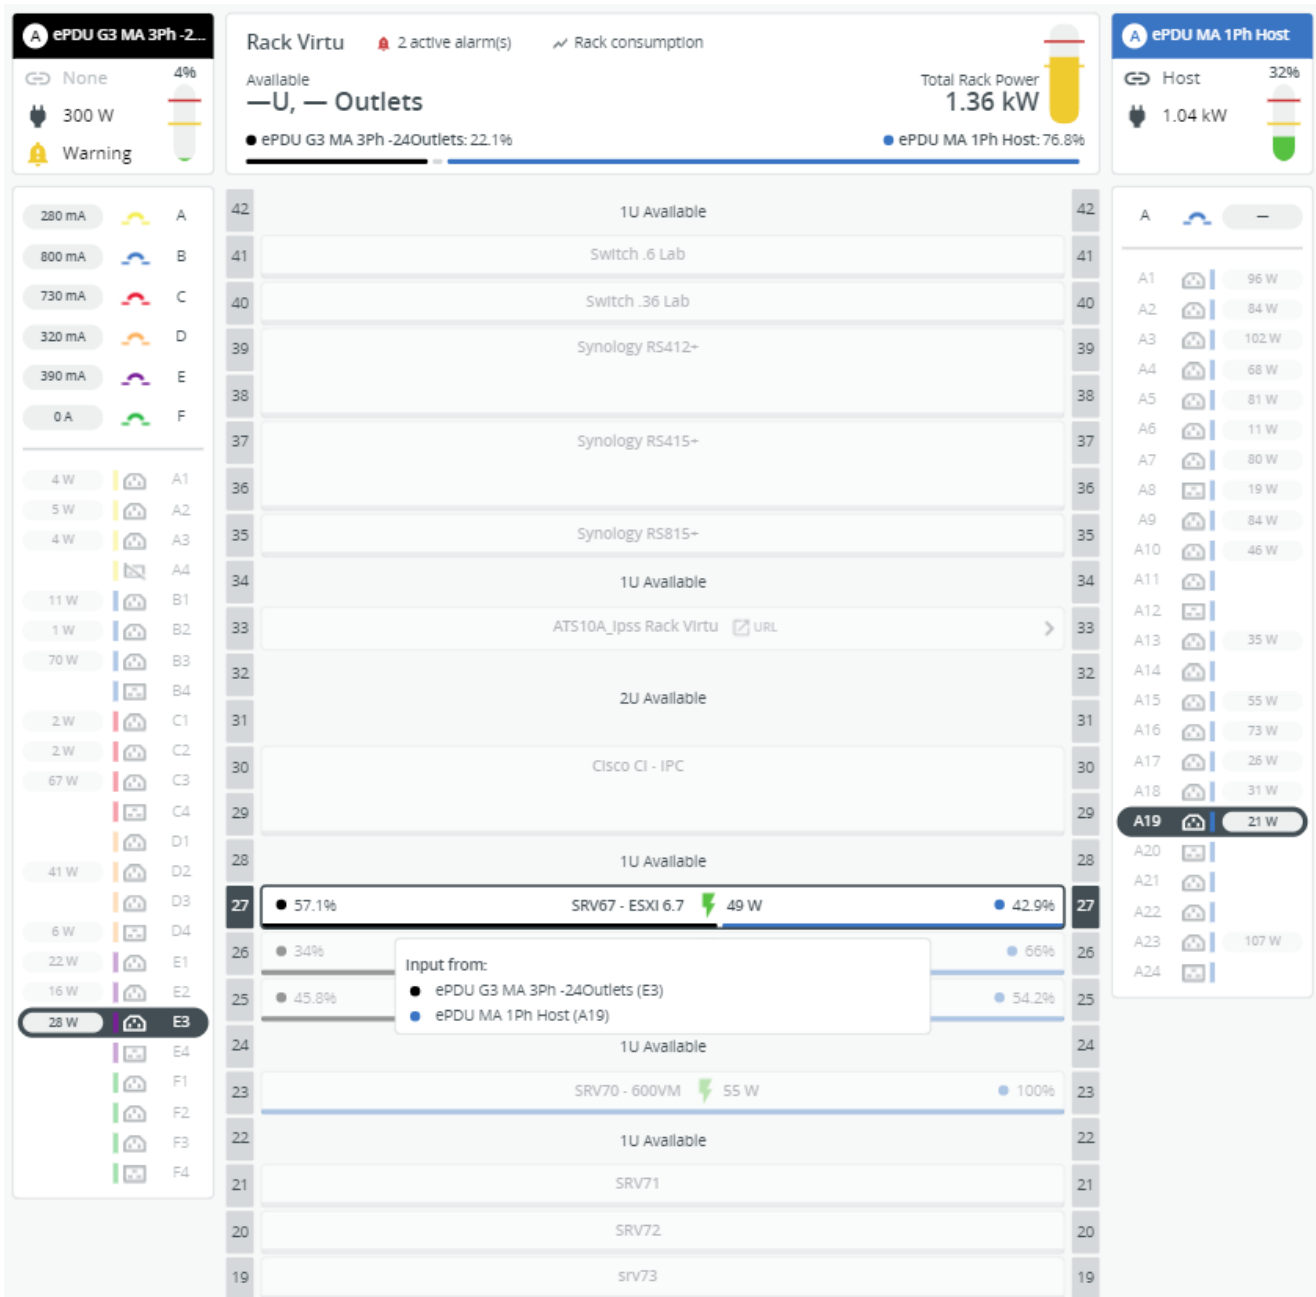 A ePDU G3 MA 3Ph -2...
None
4%
300 W
Warning
Rack Virtu
2 active alarm(s)
Rack consumption
Available
—U, — Outlets
Total Rack Power
1.36 kW
ePDU G3 MA 3Ph -24Outlets: 22.1%
ePDU MA 1Ph Host: 76.8%
A ePDU MA 1Ph Host
Host
32%
1.04 kW
280 mA A
800 mA B
730 mA C
320 mA D
390 mA E
0 A F
4 W A1
5 W A2
4 W A3
A4
11 W B1
1 W B2
70 W B3
B4
2 W C1
2 W C2
67 W C3
C4
D1
41 W D2
D3
6 W D4
22 W E1
16 W E2
28 W E3
E4
F1
F2
F3
F4
42 1U Available 42
41 Switch .6 Lab 41
40 Switch .36 Lab 40
39 Synology RS412+ 39
38 38
37 Synology RS415+ 37
36 36
35 Synology RS815+ 35
34 1U Available 34
33 ATS10A_Ipss Rack Virtu URL 33
32 32
2U Available
31 31
30 Cisco CI - IPC 30
29 29
28 1U Available 28
27 57.1% SRV67 - ESXI 6.7 49 W 42.9% 27
26 34% 66% 26
Input from:
ePDU G3 MA 3Ph -24Outlets (E3)
ePDU MA 1Ph Host (A19)
25 45.8% 54.2% 25
24 1U Available 24
23 SRV70 - 600VM 55 W 100% 23
22 1U Available 22
21 SRV71 21
20 SRV72 20
19 srv73 19
A —
A1 96 W
A2 84 W
A3 102 W
A4 68 W
A5 81 W
A6 11 W
A7 80 W
A8 19 W
A9 84 W
A10 46 W
A11
A12
A13 35 W
A14
A15 55 W
A16 73 W
A17 26 W
A18 31 W
A19 21 W
A20
A21
A22
A23 107 W
A24